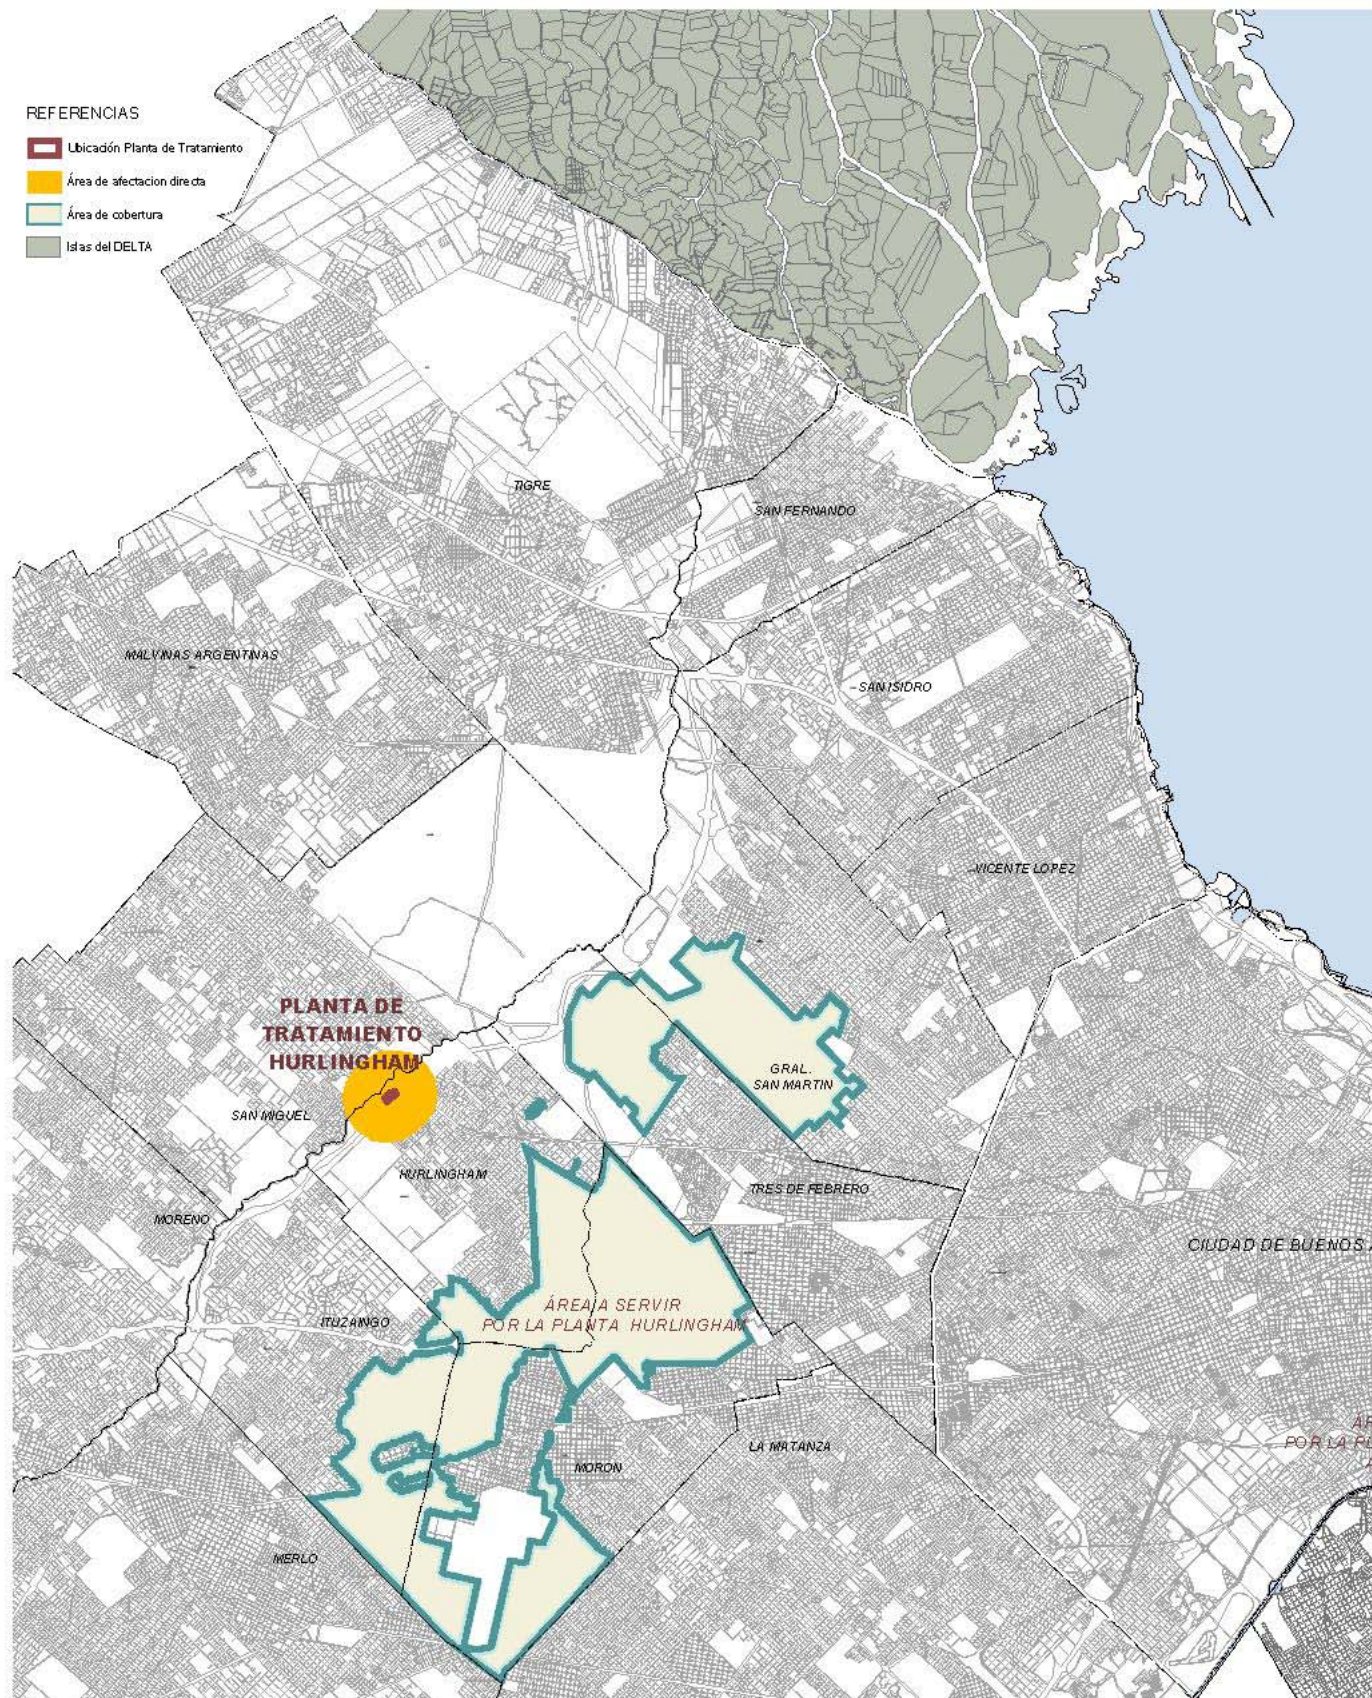 REFERENCIAS
Ubicación Planta de Tratamiento
Área de afectacion directa
Área de cobertura
Islas del DELTA
TIGRE
SAN FERNANDO
MALVINAS ARGENTINAS
SAN ISIDRO
VICENTE LOPEZ
PLANTA DE
TRATAMIENTO
HURLINGHAM
GRAL.
SAN MARTIN
SAN MIGUEL
HURLINGHAM
TRES DE FEBRERO
MORENO
CIUDAD DE BUENOS
ÁREA A SERVIR
POR LA PLANTA HURLINGHAM
ITUZAINGO
POR LA
LA MATANZA
MORON
MERLO